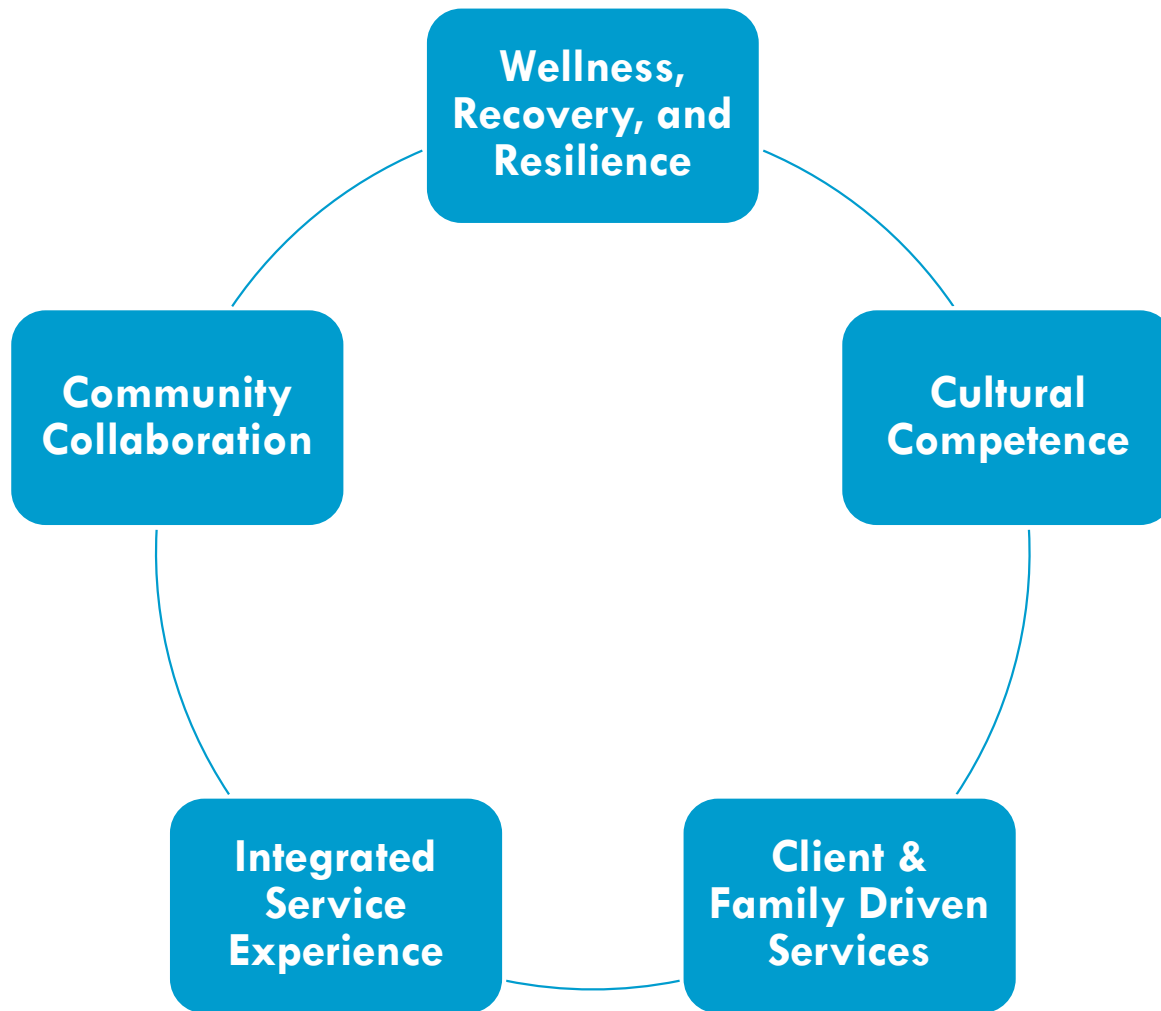 Wellness,
Recovery, and
Resilience
Community
Collaboration
Cultural
Competence
Integrated
Service
Experience
Client &
Family Driven
Services